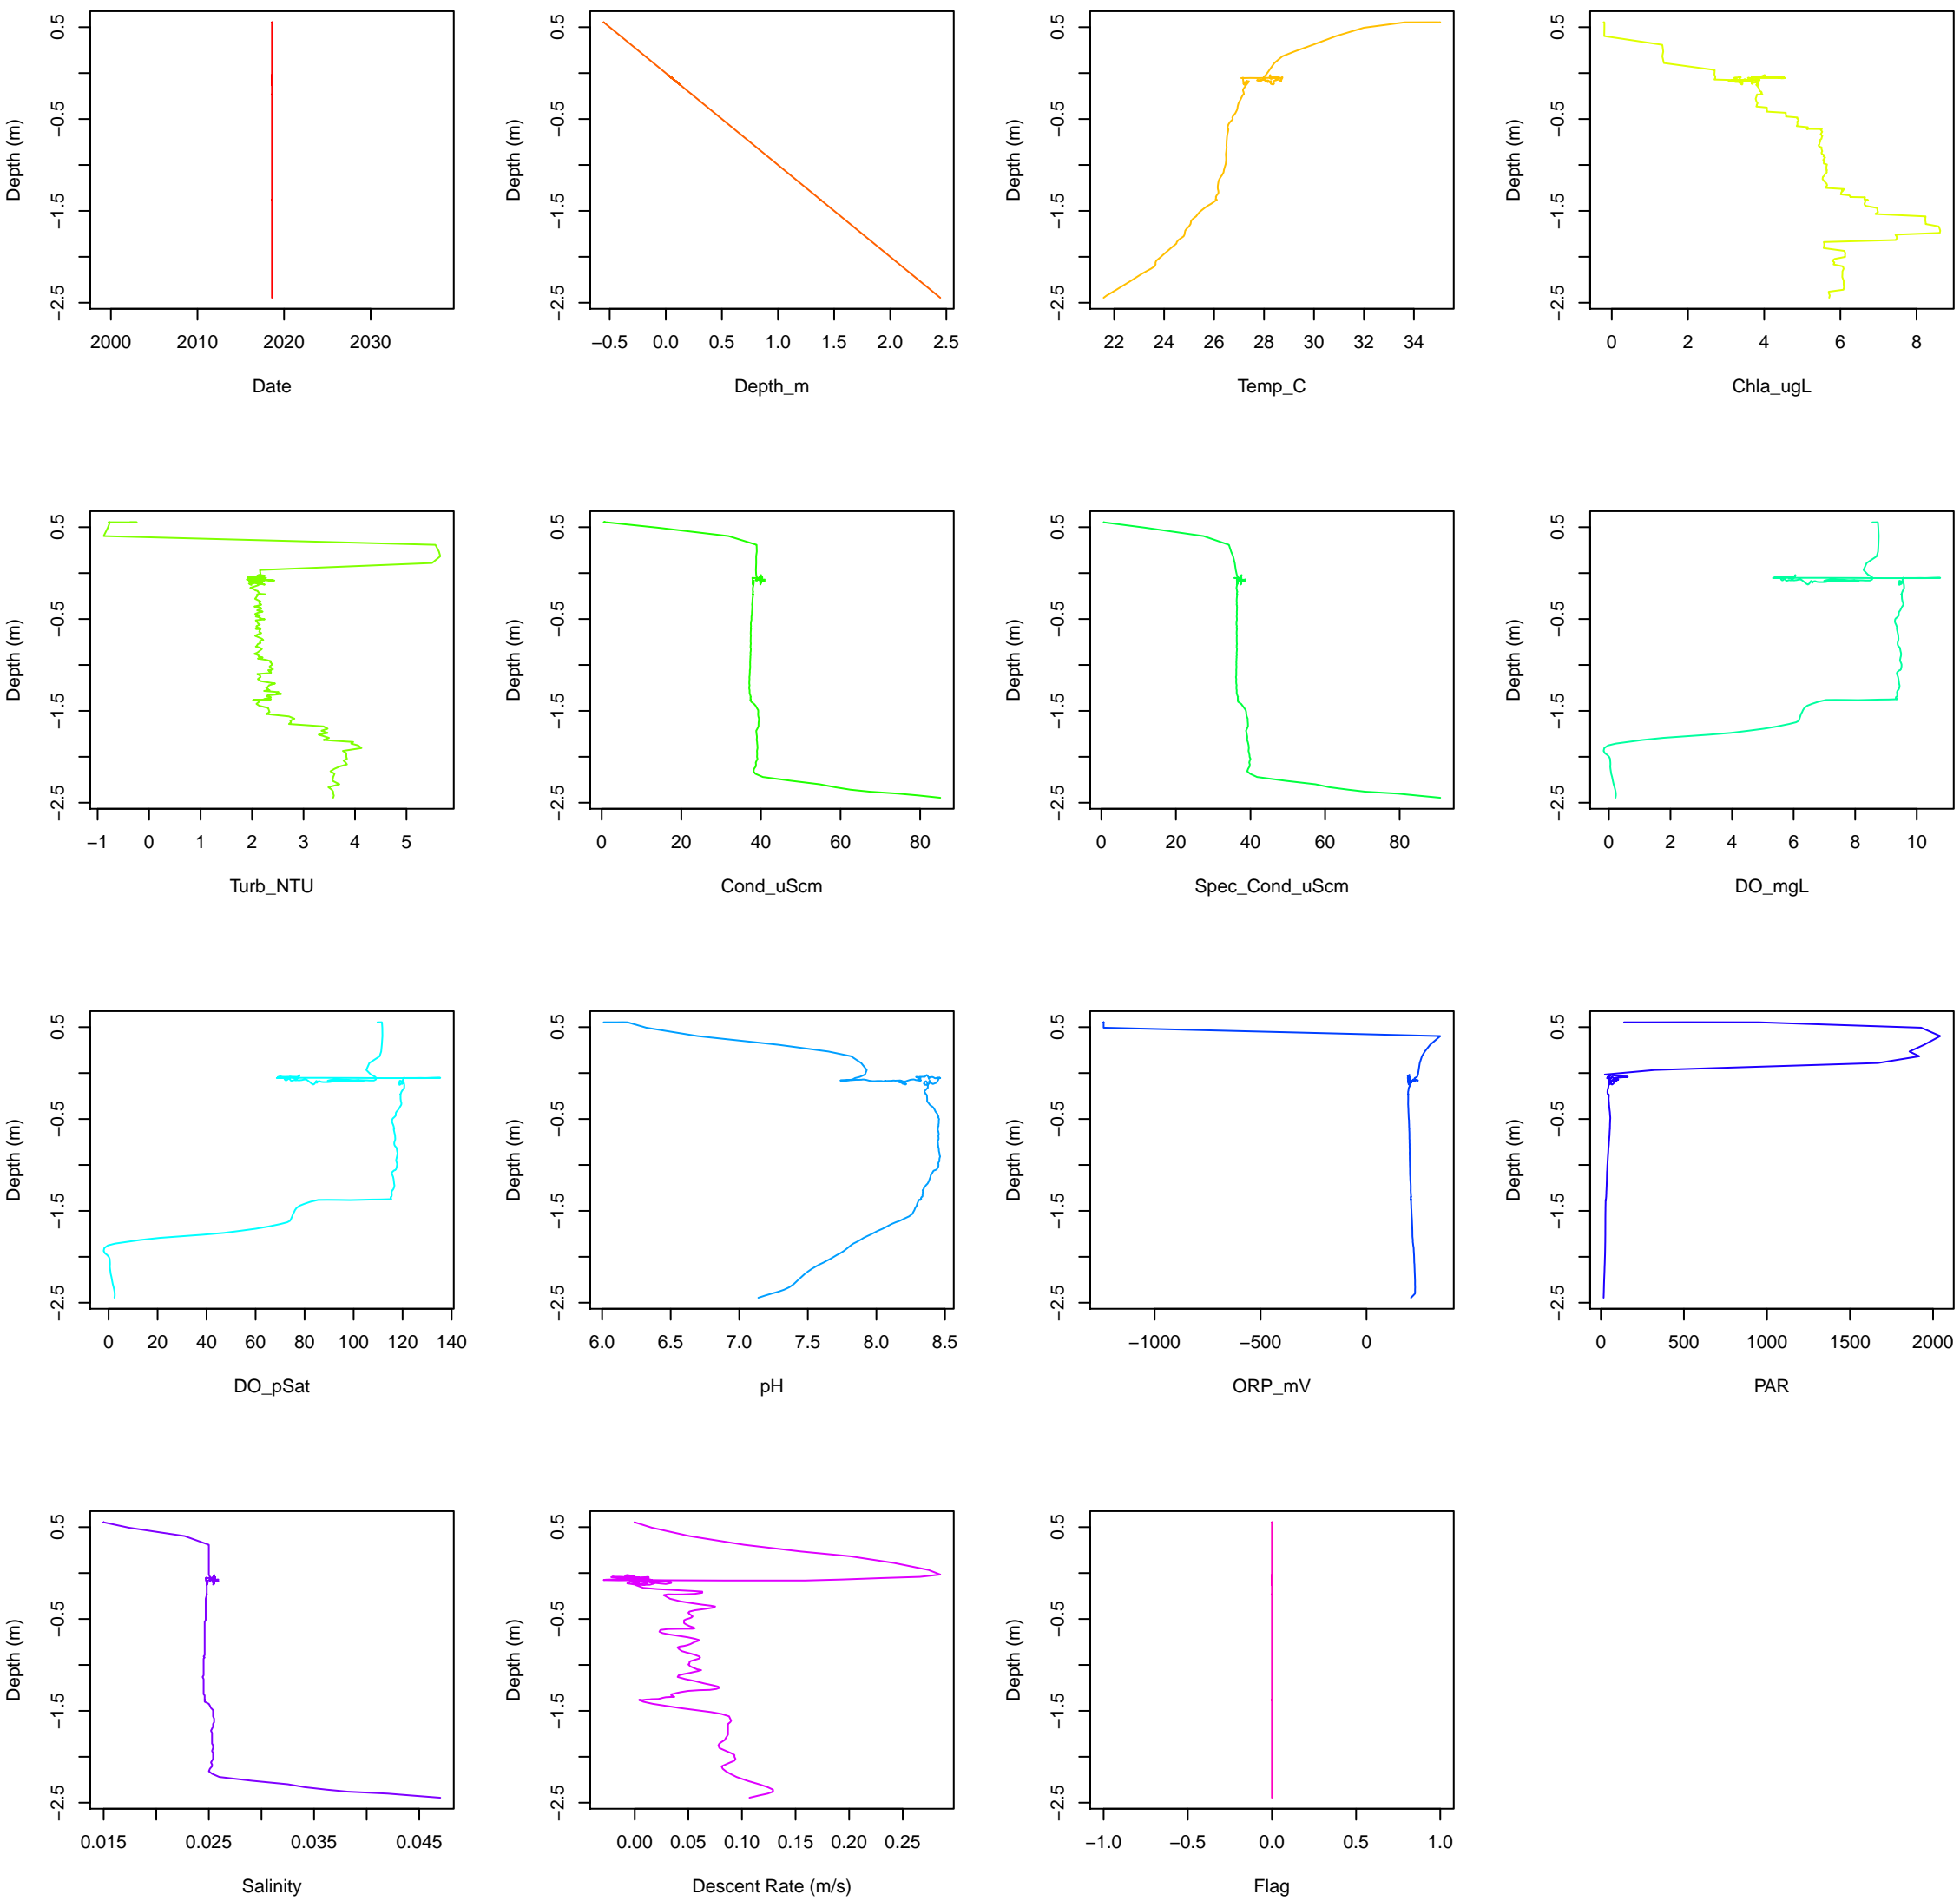 Depth (m)
0.5
−0.5
−1.5
−2.5
2000 2010 2020 2030
Date
Depth (m)
0.5
−0.5
−1.5
−2.5
−0.5 0.0 0.5 1.0 1.5 2.0 2.5
Depth_m
Depth (m)
0.5
−0.5
−1.5
−2.5
22 24 26 28 30 32 34
Temp_C
Depth (m)
0.5
−0.5
−1.5
−2.5
0 2 4 6 8
Chla_ugL
Depth (m)
0.5
−0.5
−1.5
−2.5
−1 0 1 2 3 4 5
Turb_NTU
Depth (m)
0.5
−0.5
−1.5
−2.5
0 20 40 60 80
Cond_uScm
Depth (m)
0.5
−0.5
−1.5
−2.5
0 20 40 60 80
Spec_Cond_uScm
Depth (m)
0.5
−0.5
−1.5
−2.5
0 2 4 6 8 10
DO_mgL
Depth (m)
0.5
−0.5
−1.5
−2.5
0 20 40 60 80 100 120 140
DO_pSat
Depth (m)
0.5
−0.5
−1.5
−2.5
6.0 6.5 7.0 7.5 8.0 8.5
pH
Depth (m)
0.5
−0.5
−1.5
−2.5
−1000 −500 0
ORP_mV
Depth (m)
0.5
−0.5
−1.5
−2.5
0 500 1000 1500 2000
PAR
Depth (m)
0.5
−0.5
−1.5
−2.5
0.015 0.025 0.035 0.045
Salinity
Depth (m)
0.5
−0.5
−1.5
−2.5
0.00 0.05 0.10 0.15 0.20 0.25
Descent Rate (m/s)
Depth (m)
0.5
−0.5
−1.5
−2.5
−1.0 −0.5 0.0 0.5 1.0
Flag